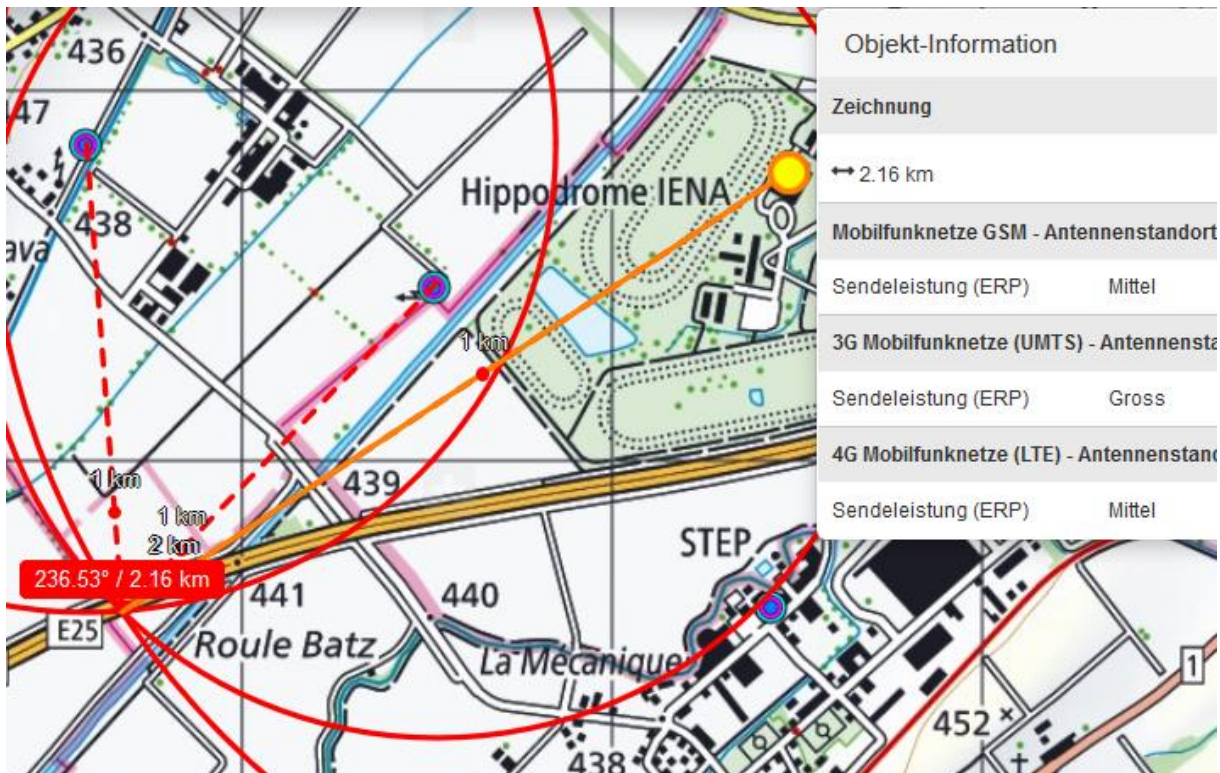 436
47
438
ava
Hippodrome IENA
1 km
439
1 km
1 km
2 km
236.53° / 2.16 km
E25
441
440
Roule Batz
La Mécanique
STEP
438
452
1
Objekt-Information
Zeichnung
2.16 km
Mobilfunknetze GSM - Antennenstandort
Sendeleistung (ERP) Mittel
3G Mobilfunknetze (UMTS) - Antennensta
Sendeleistung (ERP) Gross
4G Mobilfunknetze (LTE) - Antennenstand
Sendeleistung (ERP) Mittel